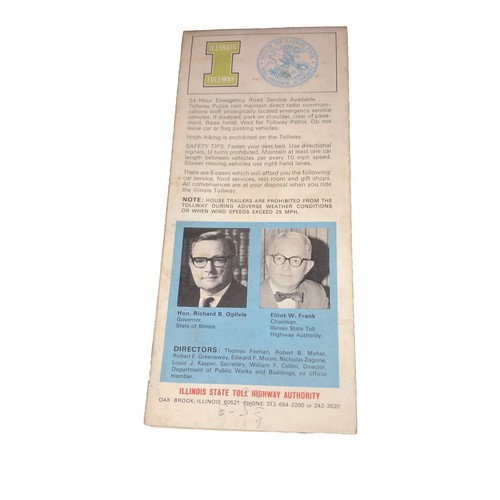 ILLINOIS
TOLLWAY
24-Hour Emergency Road Service Available -
Tollway Police cars maintain direct radio communi-
cations with strategically located emergency service
vehicles. If disabled, park on shoulder, clear of pave-
ment. Raise hood. Wait for Tollway Patrol. Do not
leave car or flag passing vehicles.
Hitch-hiking is prohibited on the Tollway.
SAFETY TIPS: Fasten your seat belt. Use directional
signals. U turns prohibited. Maintain at least one car
length between vehicles per every 10 mph speed.
Slower moving vehicles use right hand lanes.
There are 6 oases which will afford you the following:
car service, food services, rest room and gift shops.
All conveniences are at your disposal when you ride
the Illinois Tollway.
NOTE: HOUSE TRAILERS ARE PROHIBITED FROM THE
TOLLWAY DURING ADVERSE WEATHER CONDITIONS
OR WHEN WIND SPEEDS EXCEED 25 MPH.
Hon. Richard B. Ogilvie
Governor,
State of Illinois
Elliot W. Frank
Chairman,
Illinois State Toll
Highway Authority
DIRECTORS: Thomas Feehan, Robert B. Maher,
Robert F. Greenaway, Edward F. Moore, Nicholas Zagone,
Louis J. Kasper, Secretary, William F. Cellini, Director,
Department of Public Works and Buildings, ex officio
member.
ILLINOIS STATE TOLL HIGHWAY AUTHORITY
OAK BROOK, ILLINOIS 60521 PHONE: 312-654-2200 or 242-3620